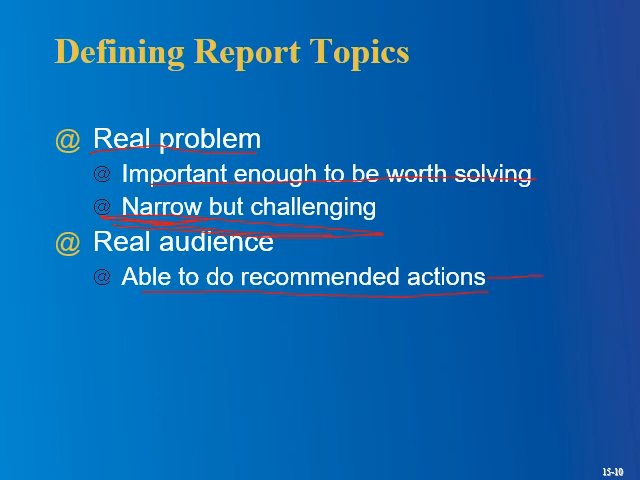 Defining Report Topics
@ Real problem
@ Important enough to be worth solving
@ Narrow but challenging
@ Real audience
@ Able to do recommended actions
15-10